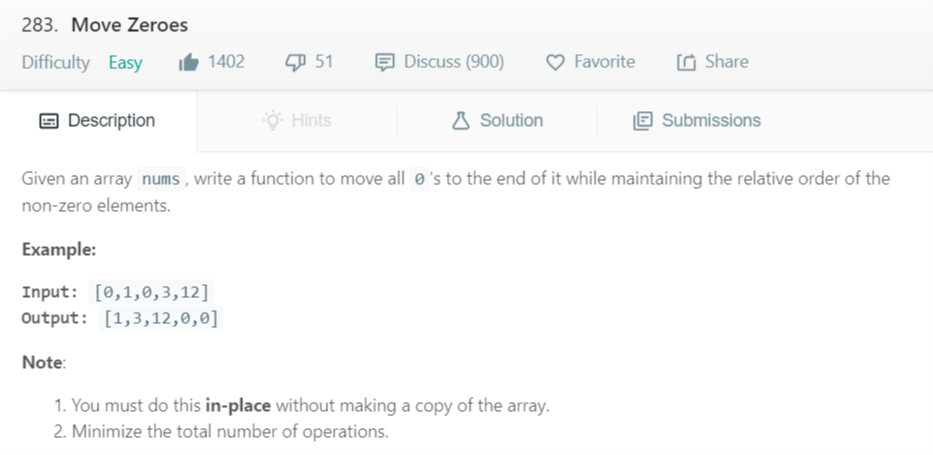 283. Move Zeroes
Difficulty Easy 1402 51 Discuss (900) Favorite Share
Description Hints Solution Submissions
Given an array nums , write a function to move all 0 's to the end of it while maintaining the relative order of the
non-zero elements.
Example:
Input: [0,1,0,3,12]
Output: [1,3,12,0,0]
Note:
1. You must do this in-place without making a copy of the array.
2. Minimize the total number of operations.